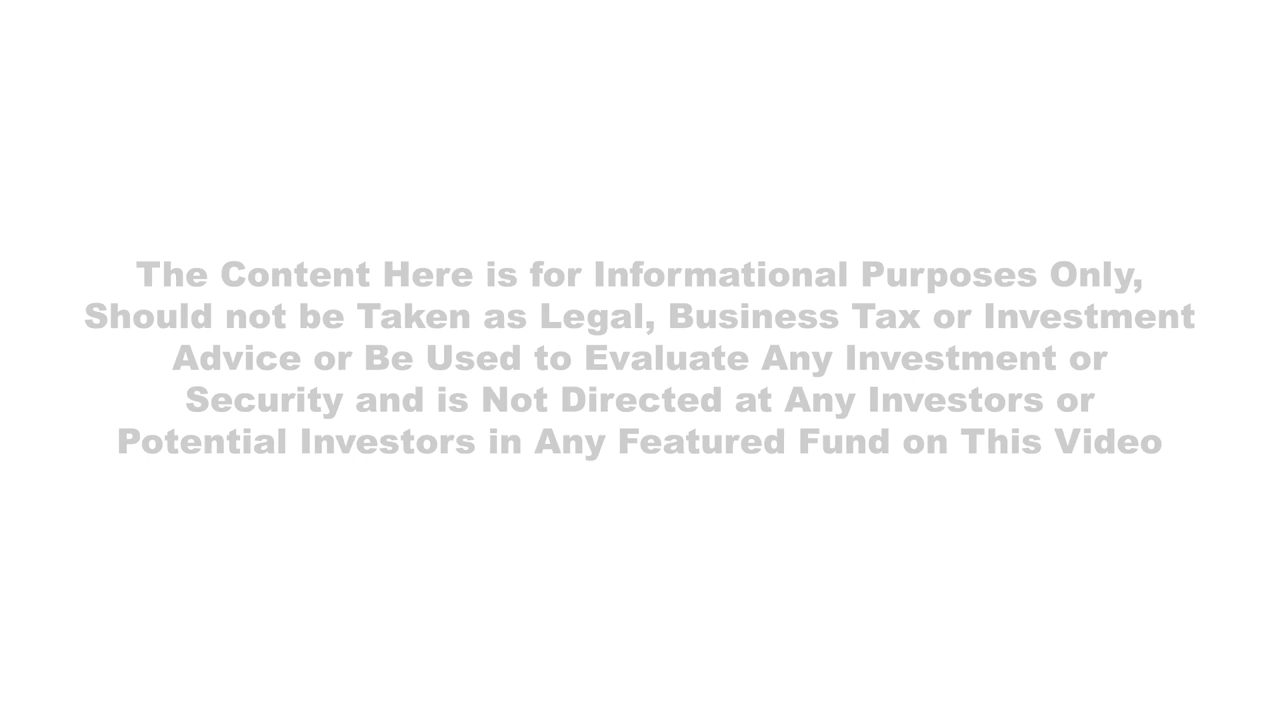 The Content Here is for Informational Purposes Only,
Should not be Taken as Legal, Business Tax or Investment
Advice or Be Used to Evaluate Any Investment or
Security and is Not Directed at Any Investors or
Potential Investors in Any Featured Fund on This Video